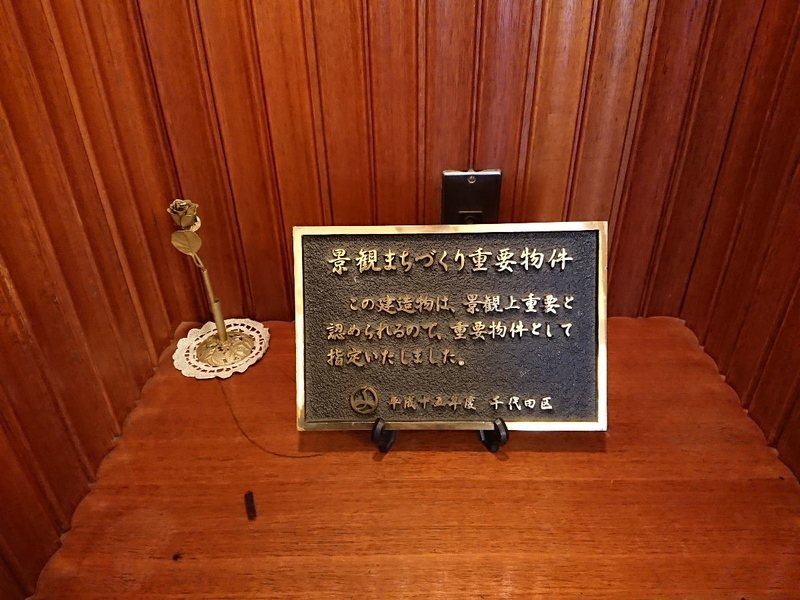 景観まちづくり重要物件
この建造物は、景観上重要と
認められるので、重要物件として
指定いたしました。
平成十五年度 千代田区